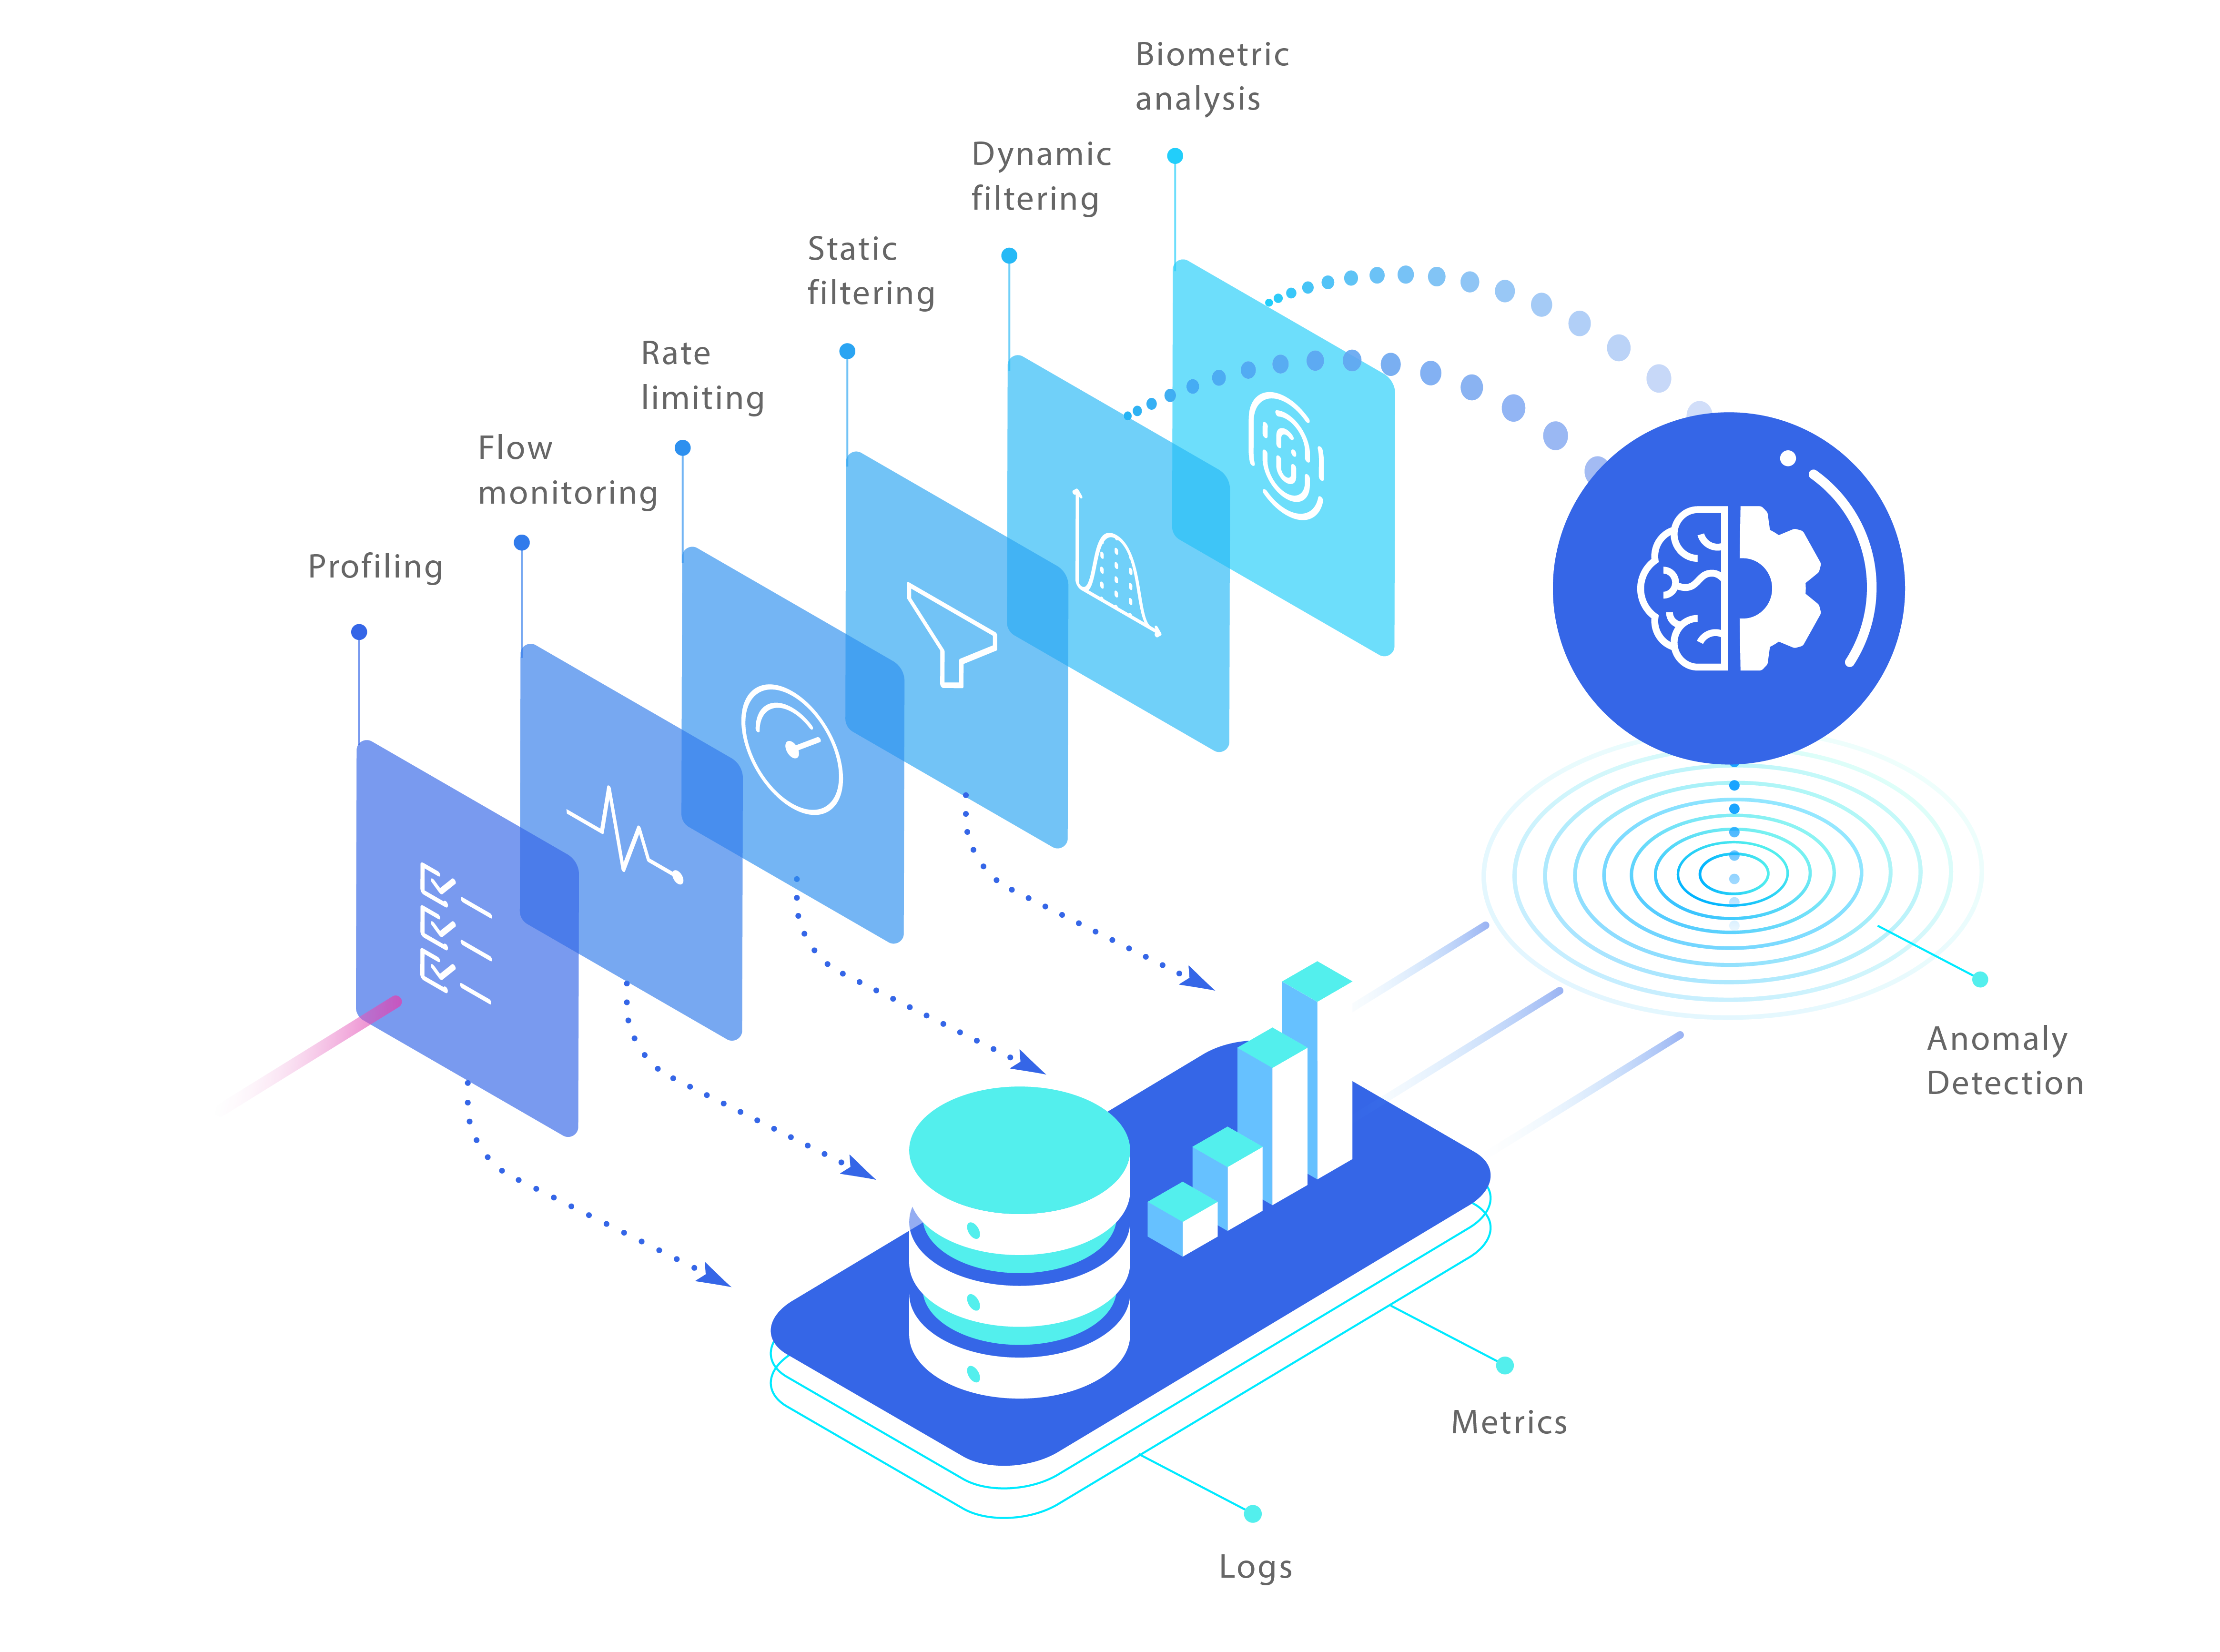 Biometric
analysis
Dynamic
filtering
Static
filtering
Rate
limiting
Flow
monitoring
Profiling
Anomaly
Detection
Metrics
Logs